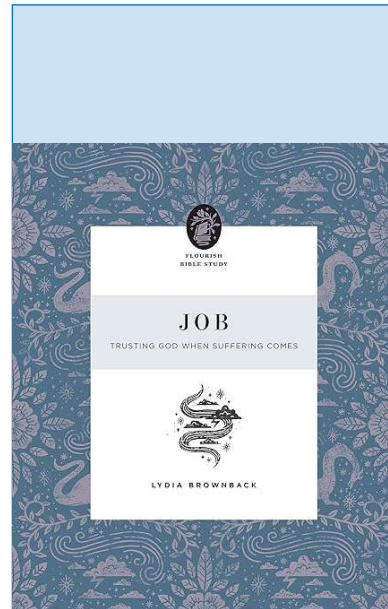 FLOURISH
BIBLE STUDY
JOB
TRUSTING GOD WHEN SUFFERING COMES
LYDIA BROWNBACK